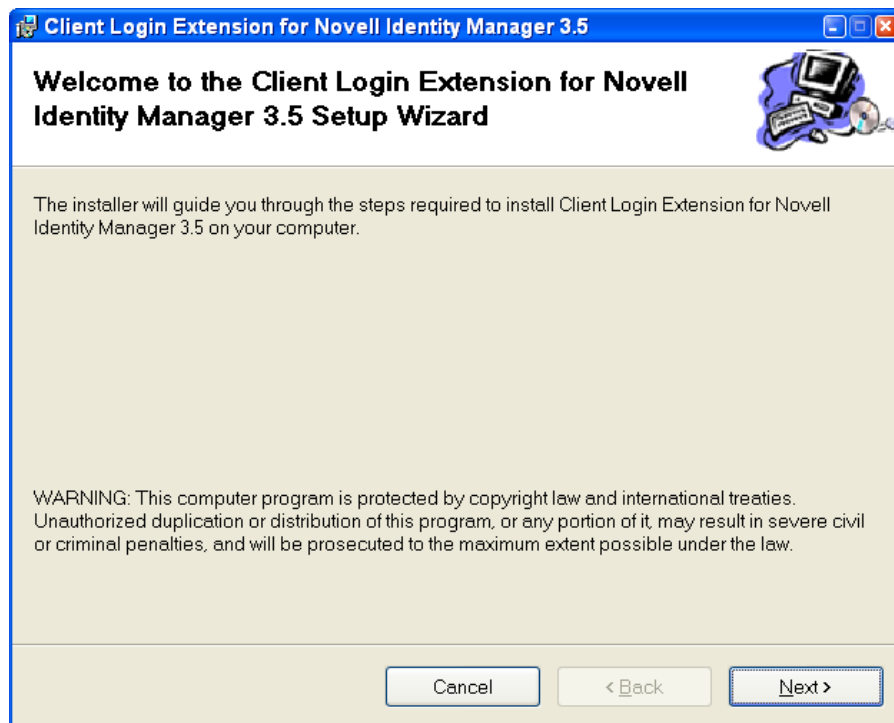 Client Login Extension for Novell Identity Manager 3.5
Welcome to the Client Login Extension for Novell
Identity Manager 3.5 Setup Wizard
The installer will guide you through the steps required to install Client Login Extension for Novell
Identity Manager 3.5 on your computer.
WARNING: This computer program is protected by copyright law and international treaties.
Unauthorized duplication or distribution of this program, or any portion of it, may result in severe civil
or criminal penalties, and will be prosecuted to the maximum extent possible under the law.
Cancel
< Back
Next >